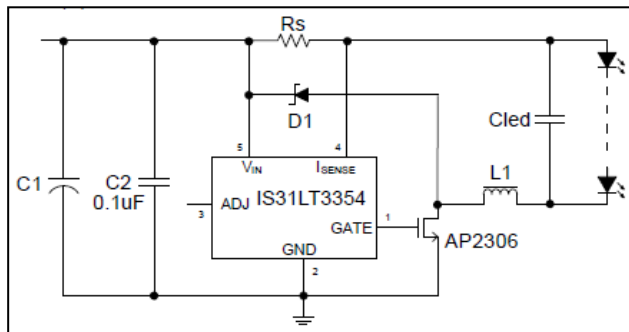 Rs
D1
Cled
5
4
VIN
ISENSE
C1
C2
0.1uF
IS31LT3354
L1
3
ADJ
GATE
1
AP2306
GND
2